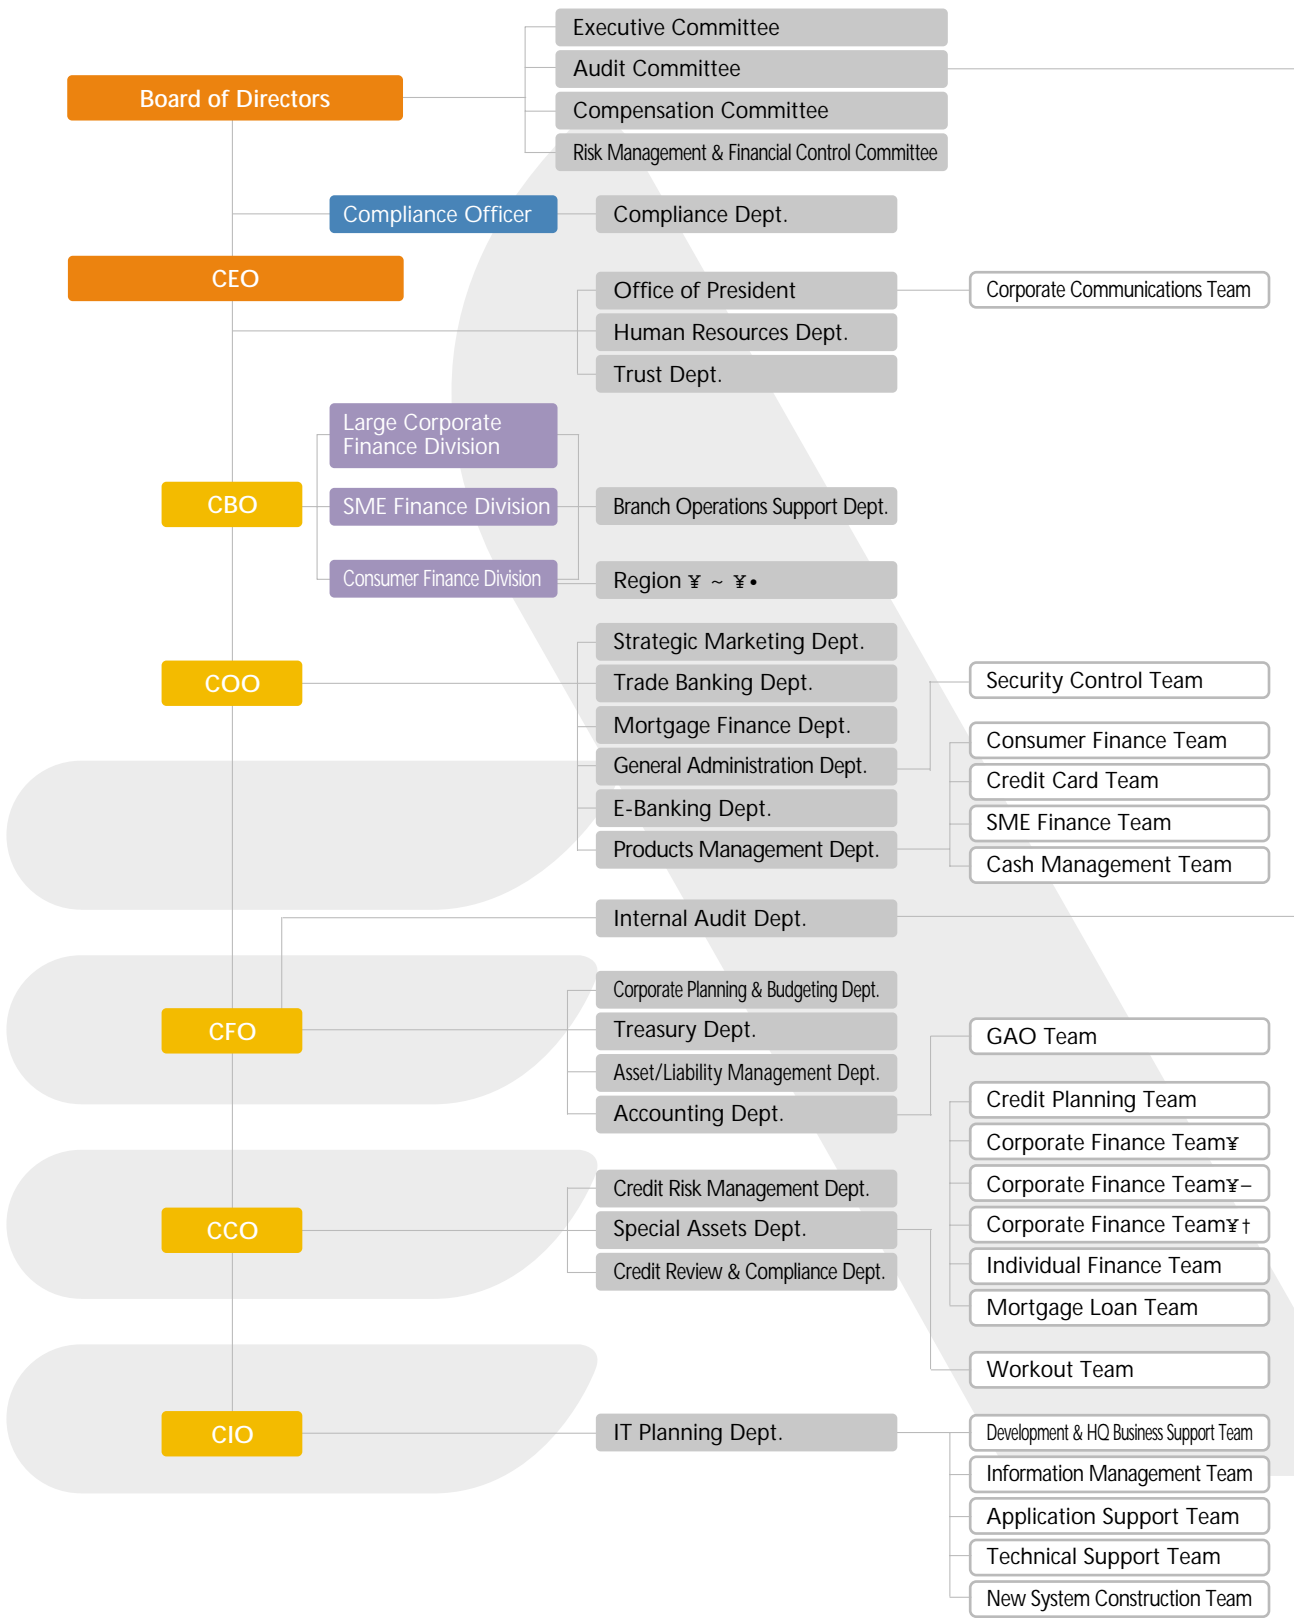 Executive Committee
Audit Committee
Board of Directors
Compensation Committee
Risk Management & Financial Control Committee
Compliance Officer
Compliance Dept.
CEO
Office of President
Corporate Communications Team
Human Resources Dept.
Trust Dept.
Large Corporate
Finance Division
CBO
SME Finance Division
Branch Operations Support Dept.
Consumer Finance Division
Region ¥ ~ ¥•
Strategic Marketing Dept.
COO
Trade Banking Dept.
Security Control Team
Mortgage Finance Dept.
Consumer Finance Team
General Administration Dept.
Credit Card Team
E-Banking Dept.
SME Finance Team
Products Management Dept.
Cash Management Team
Internal Audit Dept.
Corporate Planning & Budgeting Dept.
CFO
Treasury Dept.
GAO Team
Asset/Liability Management Dept.
Credit Planning Team
Accounting Dept.
Corporate Finance Team¥
Credit Risk Management Dept.
Corporate Finance Team¥–
CCO
Special Assets Dept.
Corporate Finance Team¥†
Credit Review & Compliance Dept.
Individual Finance Team
Mortgage Loan Team
Workout Team
CIO
IT Planning Dept.
Development & HQ Business Support Team
Information Management Team
Application Support Team
Technical Support Team
New System Construction Team